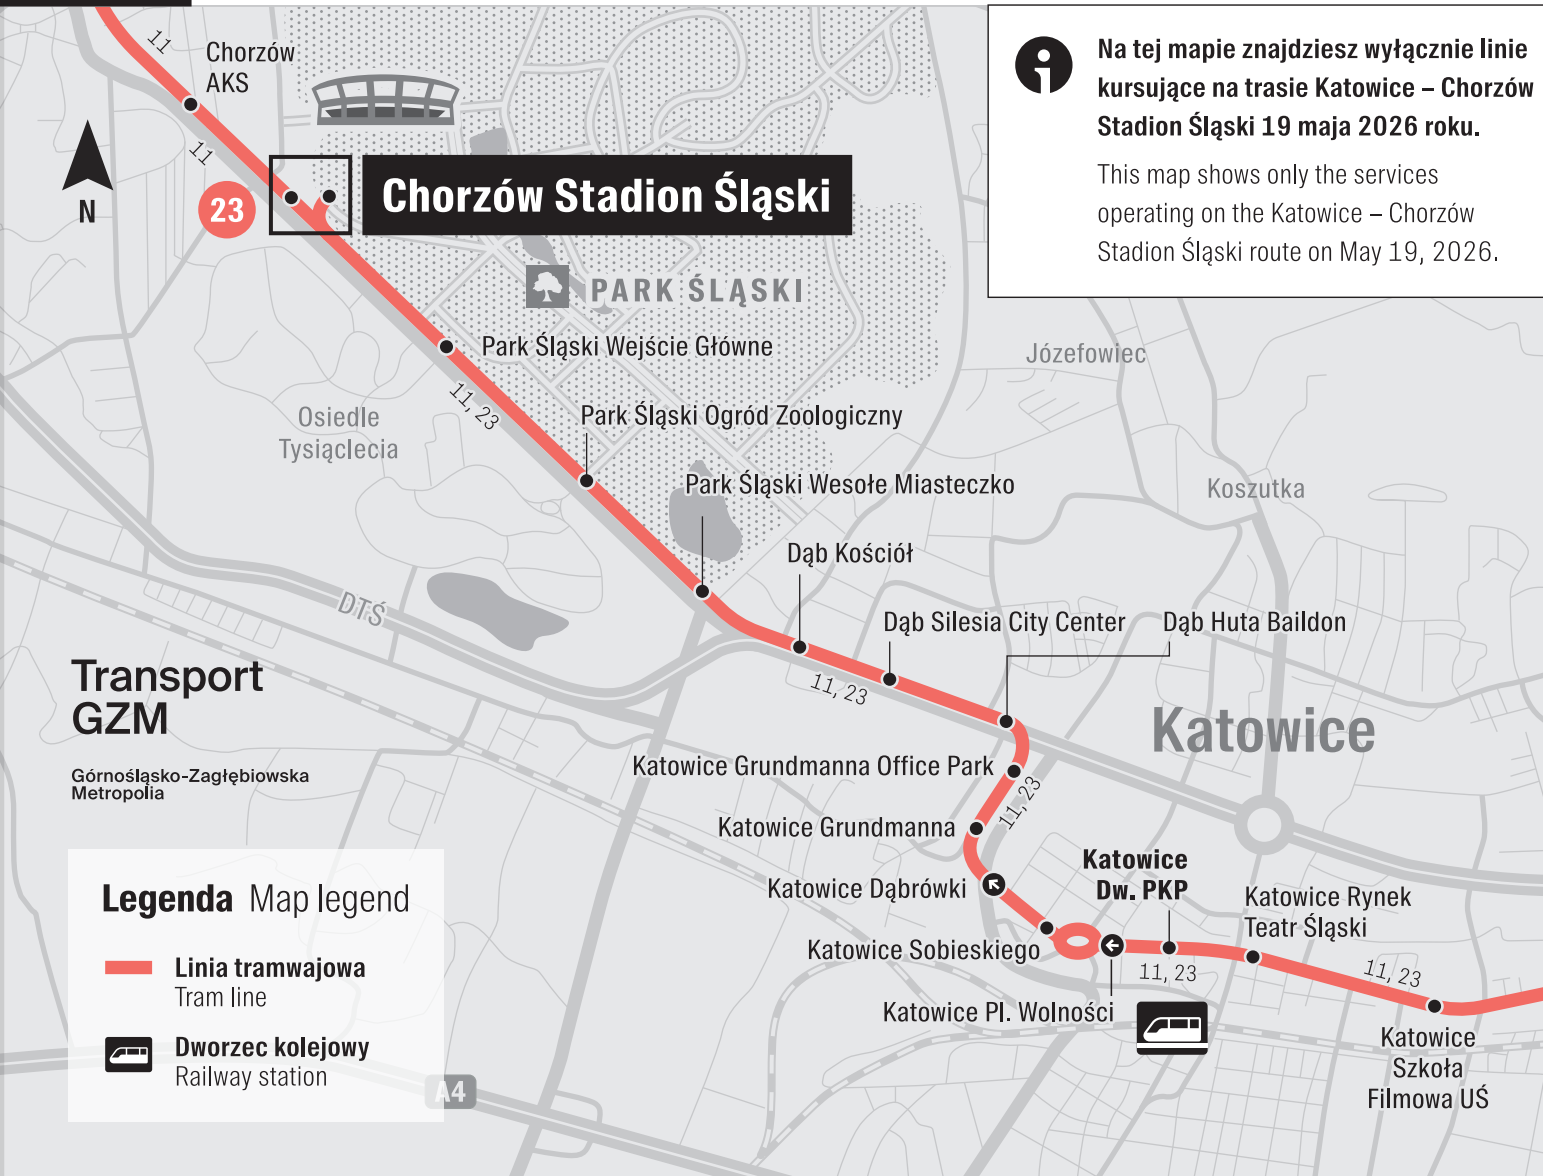 11
Chorzów
AKS
11
N
23
Chorzów Stadion Śląski
Na tej mapie znajdziesz wyłącznie linie
kursujące na trasie Katowice – Chorzów
Stadion Śląski 19 maja 2026 roku.
This map shows only the services
operating on the Katowice – Chorzów
Stadion Śląski route on May 19, 2026.
PARK ŚLĄSKI
Park Śląski Wejście Główne
Józefowiec
11, 23
Osiedle
Tysiąclecia
Park Śląski Ogród Zoologiczny
Park Śląski Wesołe Miasteczko
Koszutka
Dąb Kościół
DTŚ
Dąb Silesia City Center
Dąb Huta Baildon
11, 23
Transport
GZM
Górnośląsko-Zagłębiowska
Metropolia
Katowice
Katowice Grundmanna Office Park
11, 23
Katowice Grundmanna
Katowice Dąbrówki
Katowice
Dw. PKP
Katowice Rynek
Teatr Śląski
Katowice Sobieskiego
11, 23
11, 23
Katowice Pl. Wolności
Katowice
Szkoła
Filmowa UŚ
Legenda Map legend
Linia tramwajowa
Tram line
Dworzec kolejowy
Railway station
A4